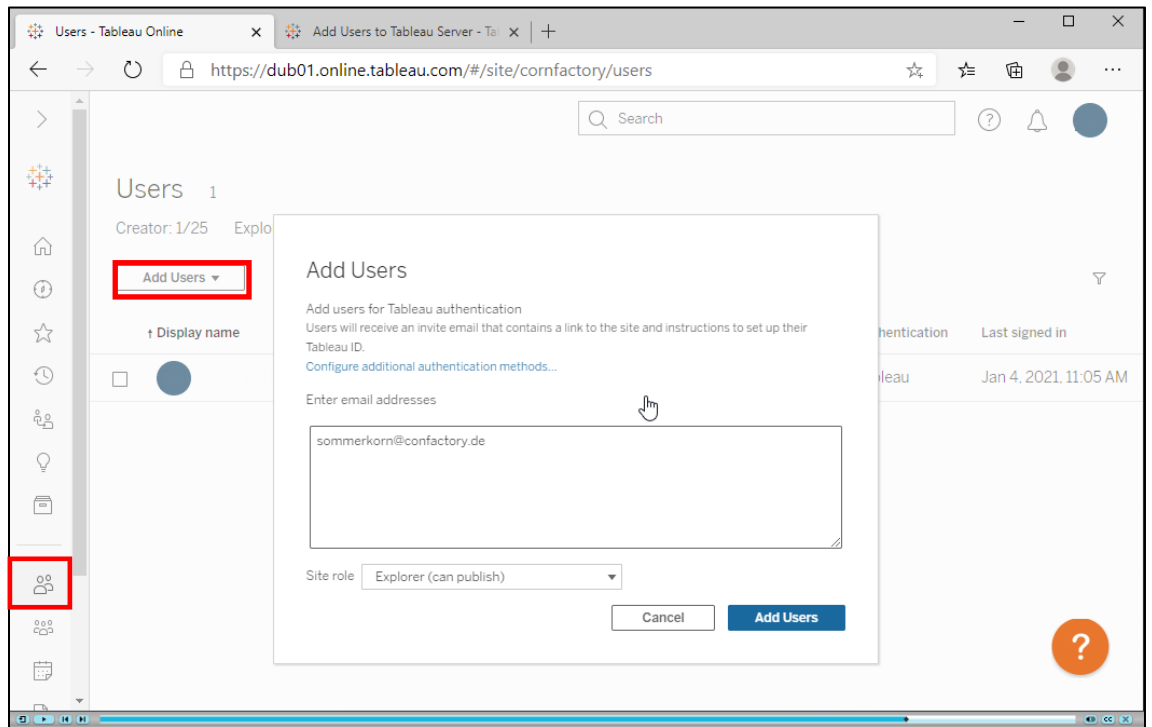 Users - Tableau Online
Add Users to Tableau Server - Ta
https://dub01.online.tableau.com/#/site/cornfactory/users
Search
Users 1
Creator: 1/25 Explo
Add Users
Add Users
Add users for Tableau authentication
Users will receive an invite email that contains a link to the site and instructions to set up their
Tableau ID.
Configure additional authentication methods...
↑ Display name
hentication Last signed in
leau Jan 4, 2021, 11:05 AM
Enter email addresses
sommerkorn@confactory.de
Site role Explorer (can publish)
Cancel Add Users
?
CC